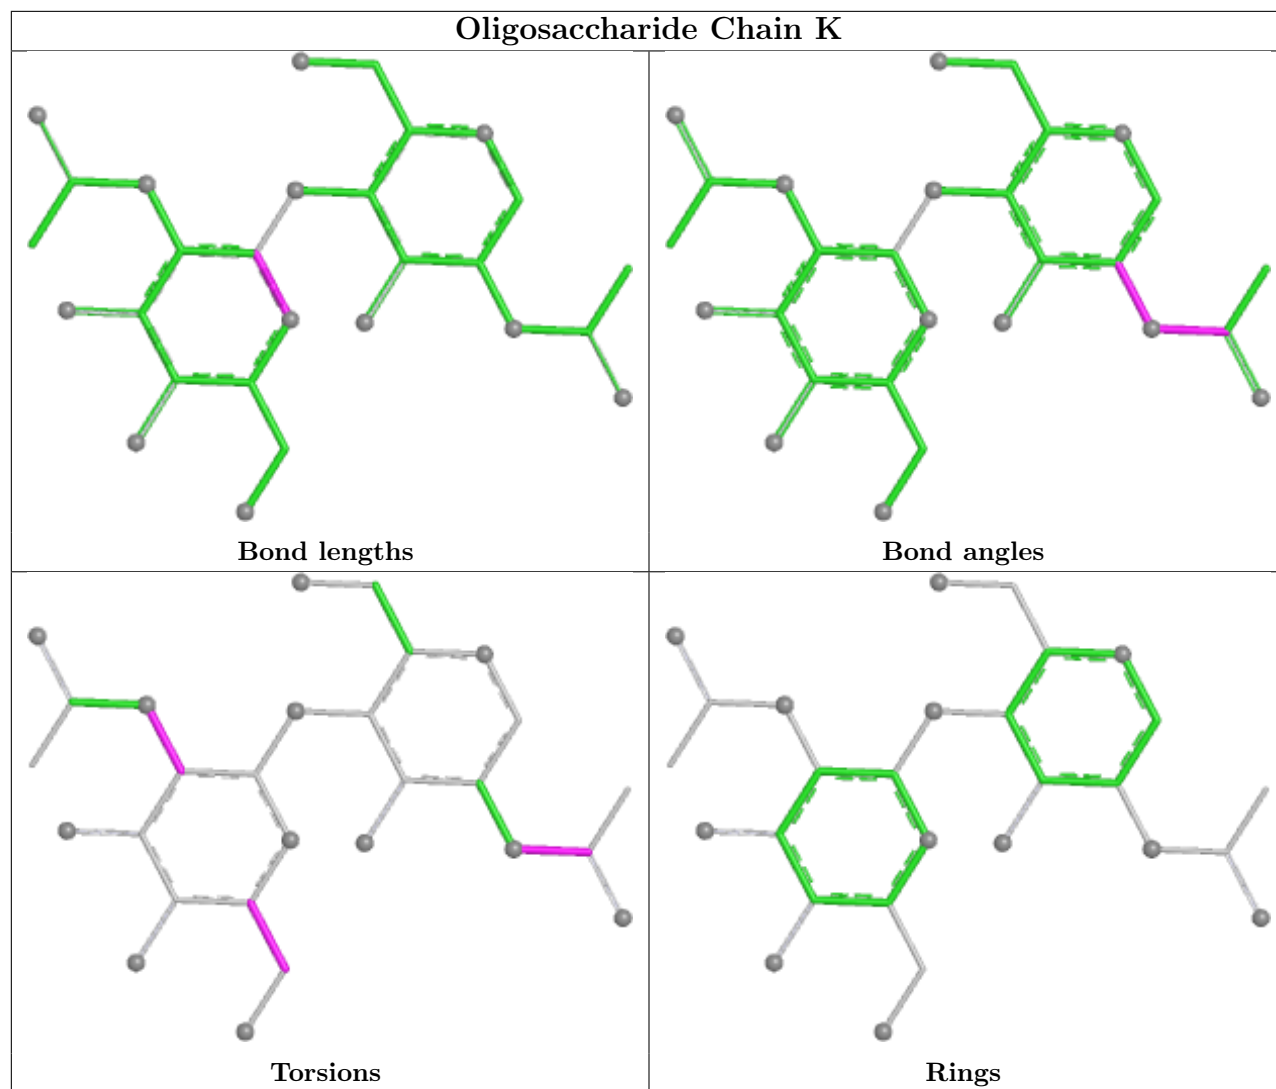 Oligosaccharide Chain K
Bond lengths
Bond angles
Torsions
Rings